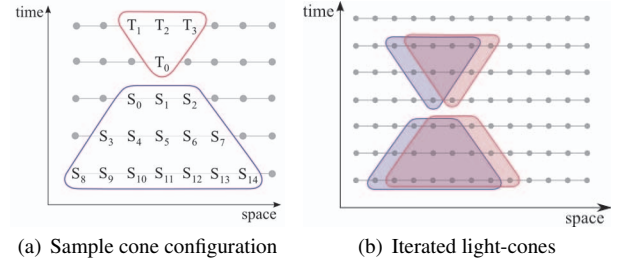 time
T1 T2 T3
T0
S0 S1 S2
S3 S4 S5 S6 S7
S8 S9 S10 S11 S12 S13 S14
space
(a) Sample cone configuration
time
space
(b) Iterated light-cones